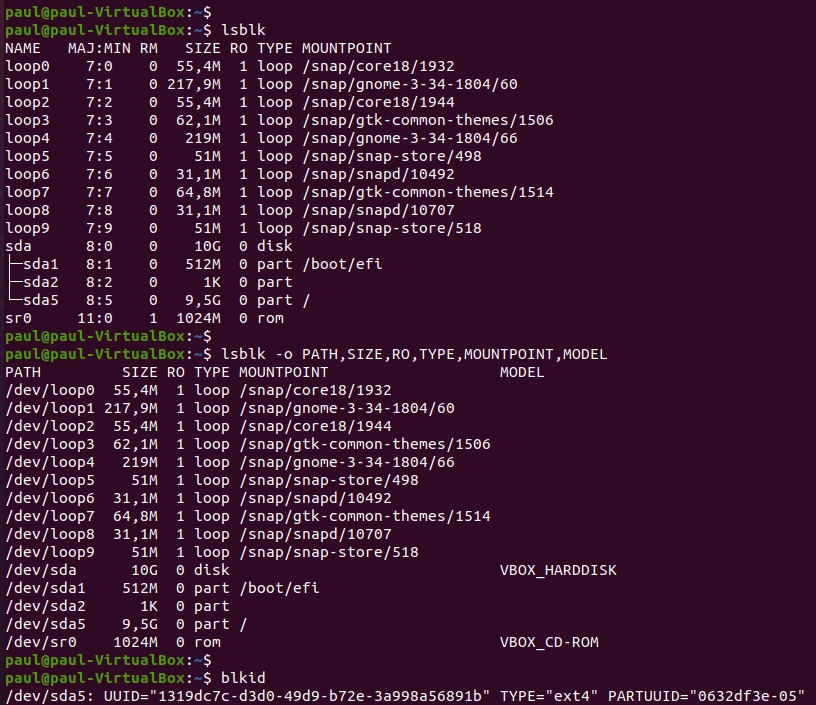 paul@paul-VirtualBox:~$
paul@paul-VirtualBox:~$ lsblk
NAME   MAJ:MIN RM   SIZE RO TYPE MOUNTPOINT
loop0    7:0    0  55,4M  1 loop /snap/core18/1932
loop1    7:1    0 217,9M  1 loop /snap/gnome-3-34-1804/60
loop2    7:2    0  55,4M  1 loop /snap/core18/1944
loop3    7:3    0  62,1M  1 loop /snap/gtk-common-themes/1506
loop4    7:4    0   219M  1 loop /snap/gnome-3-34-1804/66
loop5    7:5    0    51M  1 loop /snap/snap-store/498
loop6    7:6    0  31,1M  1 loop /snap/snapd/10492
loop7    7:7    0  64,8M  1 loop /snap/gtk-common-themes/1514
loop8    7:8    0  31,1M  1 loop /snap/snapd/10707
loop9    7:9    0    51M  1 loop /snap/snap-store/518
sda      8:0    0    10G  0 disk
├─sda1   8:1    0   512M  0 part /boot/efi
├─sda2   8:2    0     1K  0 part
└─sda5   8:5    0   9,5G  0 part /
sr0     11:0    1  1024M  0 rom
paul@paul-VirtualBox:~$
paul@paul-VirtualBox:~$ lsblk -o PATH,SIZE,RO,TYPE,MOUNTPOINT,MODEL
PATH         SIZE RO TYPE MOUNTPOINT                   MODEL
/dev/loop0  55,4M  1 loop /snap/core18/1932
/dev/loop1 217,9M  1 loop /snap/gnome-3-34-1804/60
/dev/loop2  55,4M  1 loop /snap/core18/1944
/dev/loop3  62,1M  1 loop /snap/gtk-common-themes/1506
/dev/loop4   219M  1 loop /snap/gnome-3-34-1804/66
/dev/loop5    51M  1 loop /snap/snap-store/498
/dev/loop6  31,1M  1 loop /snap/snapd/10492
/dev/loop7  64,8M  1 loop /snap/gtk-common-themes/1514
/dev/loop8  31,1M  1 loop /snap/snapd/10707
/dev/loop9    51M  1 loop /snap/snap-store/518
/dev/sda      10G  0 disk                              VBOX_HARDDISK
/dev/sda1    512M  0 part /boot/efi
/dev/sda2      1K  0 part
/dev/sda5    9,5G  0 part /
/dev/sr0    1024M  0 rom                               VBOX_CD-ROM
paul@paul-VirtualBox:~$
paul@paul-VirtualBox:~$ blkid
/dev/sda5: UUID="1319dc7c-d3d0-49d9-b72e-3a998a56891b" TYPE="ext4" PARTUUID="0632df3e-05"